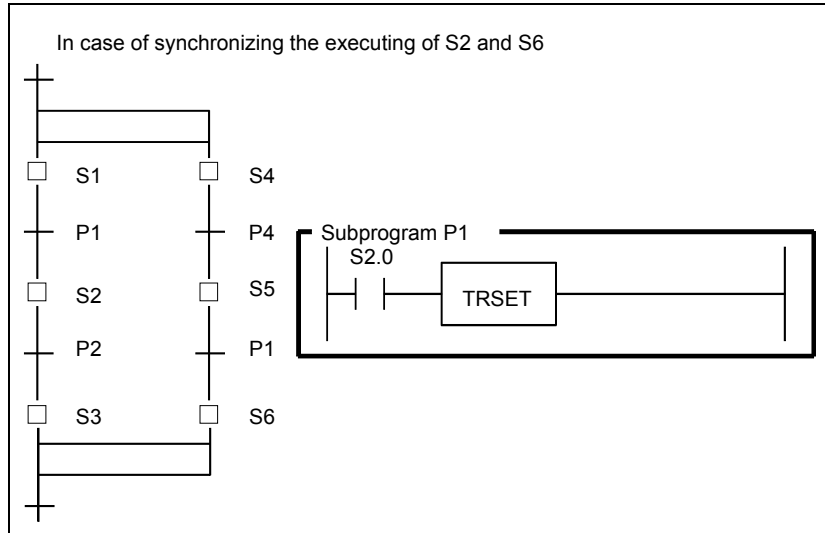 In case of synchronizing the executing of S2 and S6
S1 S4
P1 P4
Subprogram P1
S2.0
TRSET
S2 S5
P2 P1
S3 S6